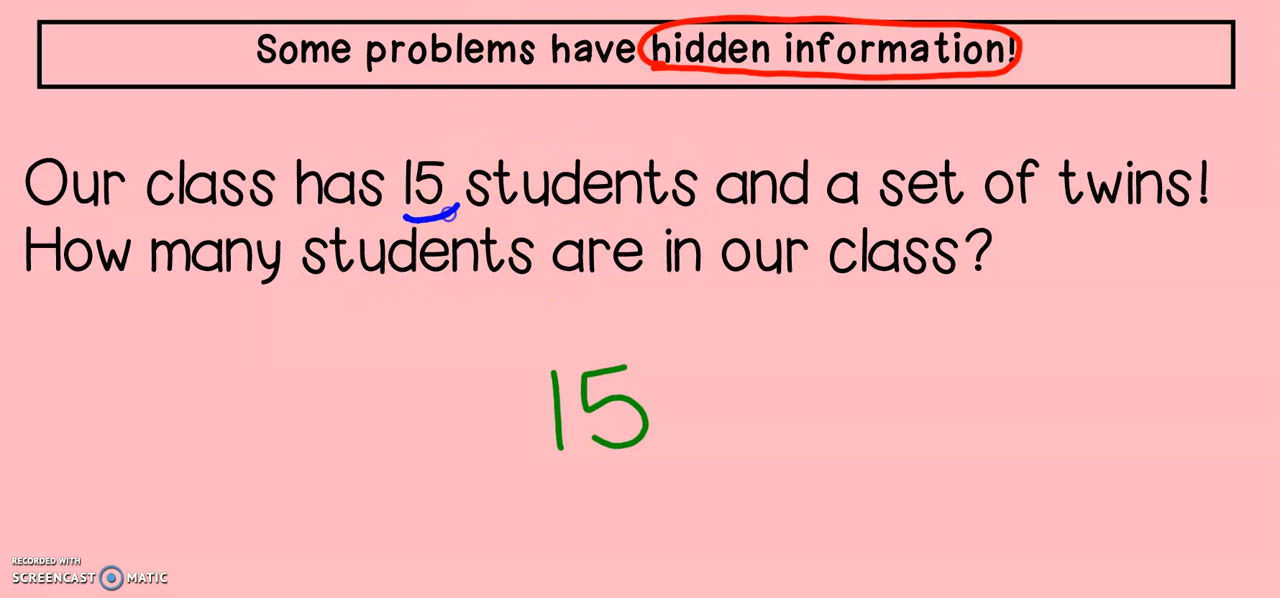 Some problems have hidden information!
Our class has 15 students and a set of twins!
How many students are in our class?
15
RECORDED WITH
SCREENCAST MATIC